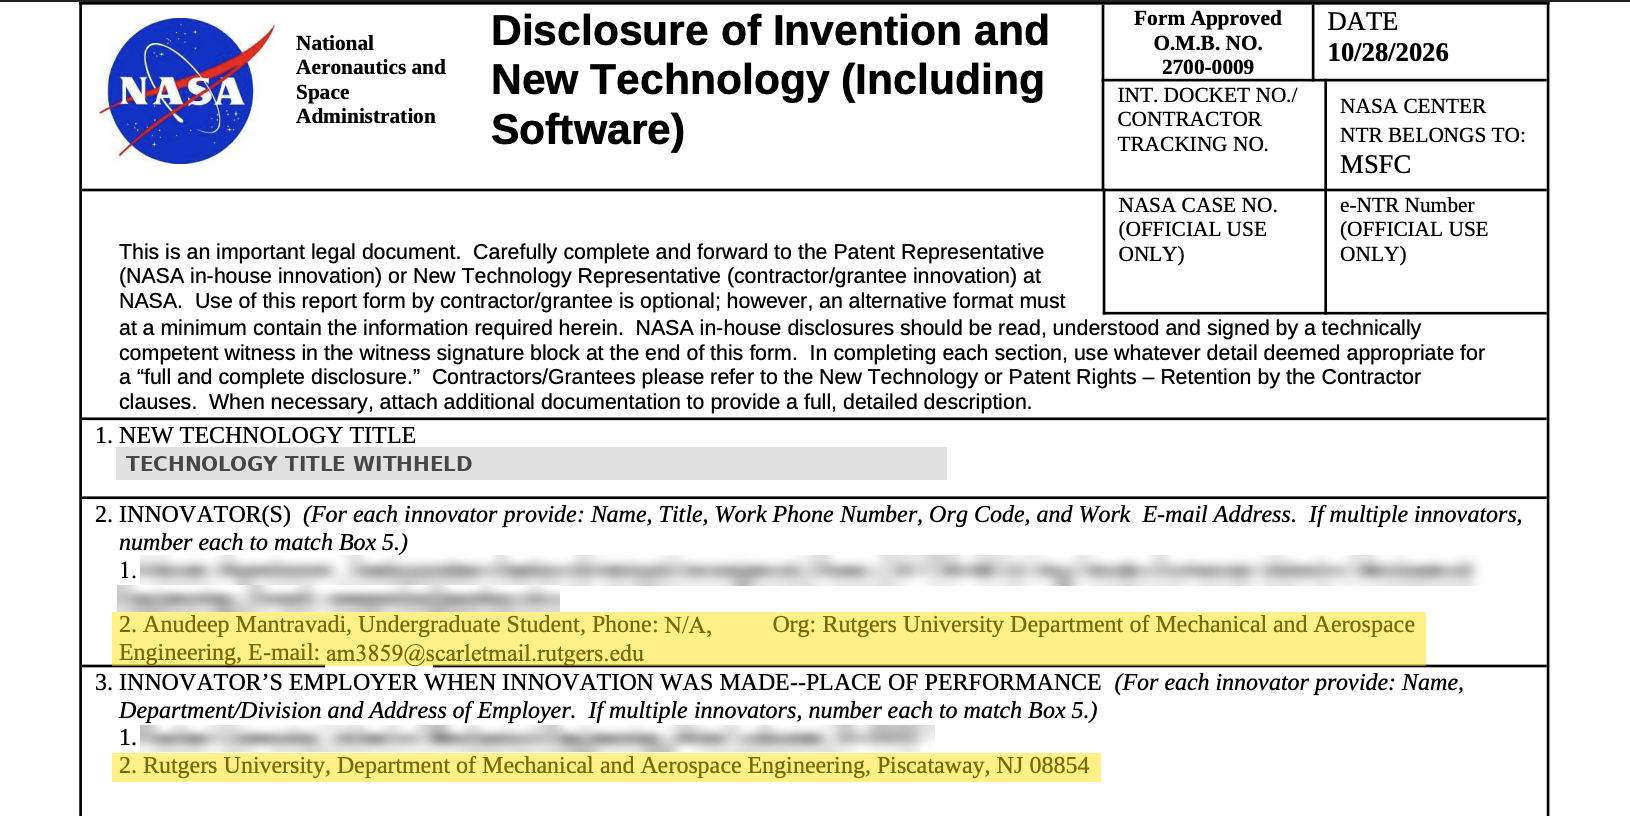 NASA
National
Aeronautics and
Space
Administration
Disclosure of Invention and
New Technology (Including
Software)
Form Approved
O.M.B. NO.
2700-0009
DATE
10/28/2026
INT. DOCKET NO./
CONTRACTOR
TRACKING NO.
NASA CENTER
NTR BELONGS TO:
MSFC
NASA CASE NO.
(OFFICIAL USE
ONLY)
e-NTR Number
(OFFICIAL USE
ONLY)
This is an important legal document.  Carefully complete and forward to the Patent Representative
(NASA in-house innovation) or New Technology Representative (contractor/grantee innovation) at
NASA.  Use of this report form by contractor/grantee is optional; however, an alternative format must
at a minimum contain the information required herein.  NASA in-house disclosures should be read, understood and signed by a technically
competent witness in the witness signature block at the end of this form.  In completing each section, use whatever detail deemed appropriate for
a “full and complete disclosure.”  Contractors/Grantees please refer to the New Technology or Patent Rights – Retention by the Contractor
clauses.  When necessary, attach additional documentation to provide a full, detailed description.
1. NEW TECHNOLOGY TITLE
TECHNOLOGY TITLE WITHHELD
2. INNOVATOR(S)  (For each innovator provide: Name, Title, Work Phone Number, Org Code, and Work  E-mail Address.  If multiple innovators,
number each to match Box 5.)
1.
2. Anudeep Mantravadi, Undergraduate Student, Phone: N/A, Org: Rutgers University Department of Mechanical and Aerospace
Engineering, E-mail: am3859@scarletmail.rutgers.edu
3. INNOVATOR’S EMPLOYER WHEN INNOVATION WAS MADE--PLACE OF PERFORMANCE  (For each innovator provide: Name,
Department/Division and Address of Employer.  If multiple innovators, number each to match Box 5.)
1.
2. Rutgers University, Department of Mechanical and Aerospace Engineering, Piscataway, NJ 08854